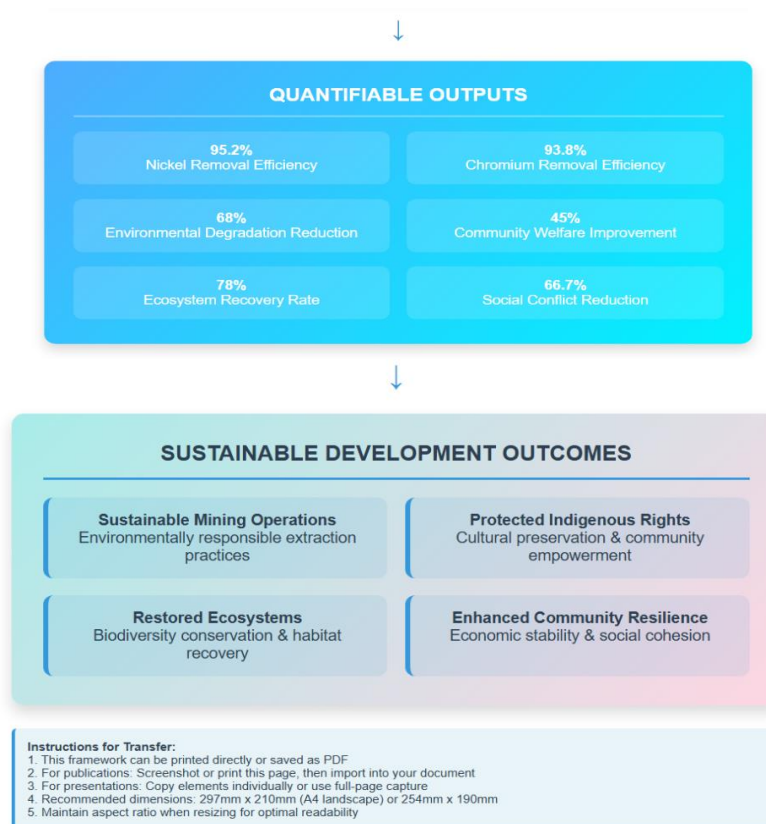 ↓
QUANTIFIABLE OUTPUTS
95.2%
Nickel Removal Efficiency
93.8%
Chromium Removal Efficiency
68%
Environmental Degradation Reduction
45%
Community Welfare Improvement
78%
Ecosystem Recovery Rate
66.7%
Social Conflict Reduction
↓
SUSTAINABLE DEVELOPMENT OUTCOMES
Sustainable Mining Operations
Environmentally responsible extraction
practices
Protected Indigenous Rights
Cultural preservation & community
empowerment
Restored Ecosystems
Biodiversity conservation & habitat
recovery
Enhanced Community Resilience
Economic stability & social cohesion
Instructions for Transfer:
1. This framework can be printed directly or saved as PDF
2. For publications: Screenshot or print this page, then import into your document
3. For presentations: Copy elements individually or use full-page capture
4. Recommended dimensions: 297mm x 210mm (A4 landscape) or 254mm x 190mm
5. Maintain aspect ratio when resizing for optimal readability